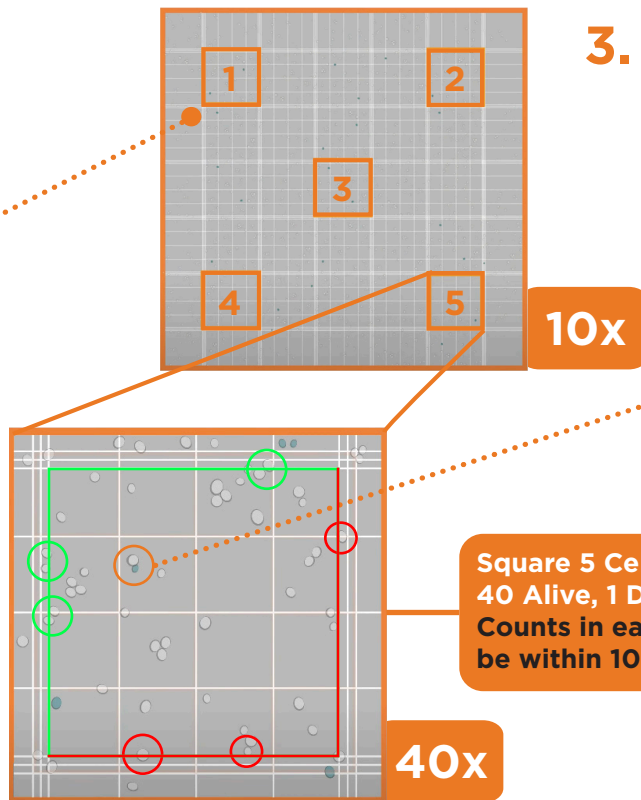 3.
1
2
3
4
5
10x
Square 5 Ce
40 Alive, 1 D
Counts in ea
be within 10
40x